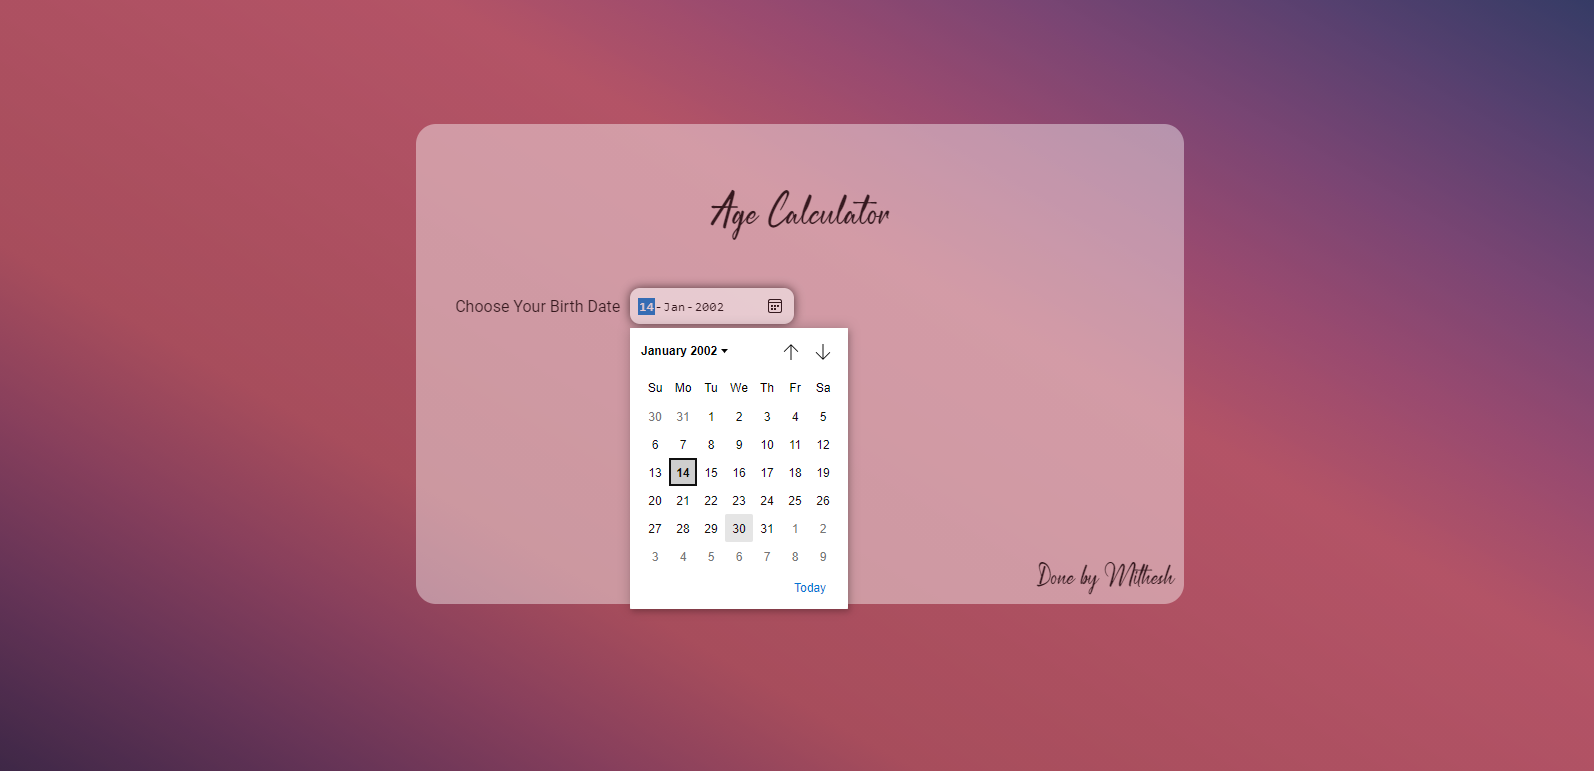 Age Calculator
Choose Your Birth Date 14-Jan-2002
January 2002
Su Mo Tu We Th Fr Sa
30 31 1 2 3 4 5
6 7 8 9 10 11 12
13 14 15 16 17 18 19
20 21 22 23 24 25 26
27 28 29 30 31 1 2
3 4 5 6 7 8 9
Today
Done by Mithesh